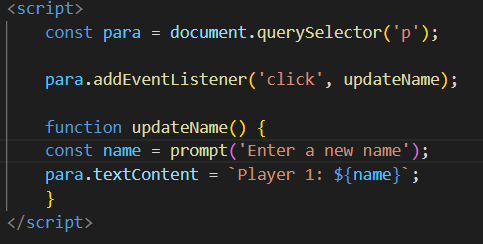 <script>
const para = document.querySelector('p');
para.addEventListener('click', updateName);
function updateName() {
const name = prompt('Enter a new name');
para.textContent = `Player 1: ${name}`;
}
</script>